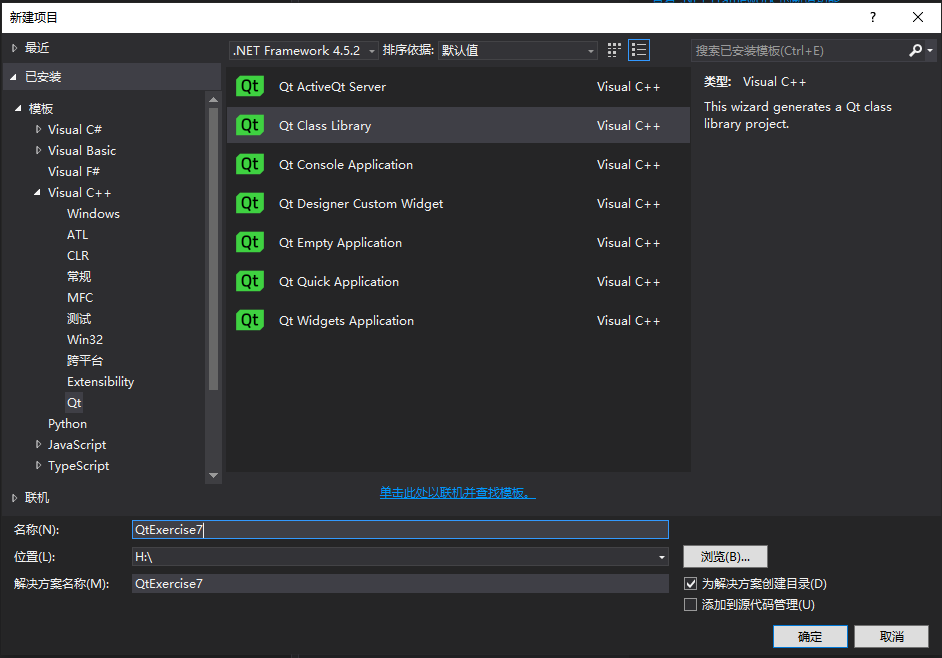 新建项目
?
最近
.NET Framework 4.5.2
排序依据:
默认值
搜索已安装模板(Ctrl+E)
已安装
模板
Visual C#
Visual Basic
Visual F#
Visual C++
Windows
ATL
CLR
常规
MFC
测试
Win32
跨平台
Extensibility
Qt
Python
JavaScript
TypeScript
联机
Qt Qt ActiveQt Server Visual C++
Qt Qt Class Library Visual C++
Qt Qt Console Application Visual C++
Qt Qt Designer Custom Widget Visual C++
Qt Qt Empty Application Visual C++
Qt Qt Quick Application Visual C++
Qt Qt Widgets Application Visual C++
单击此处以联机并查找模板。
类型: Visual C++
This wizard generates a Qt class
library project.
名称(N): QtExercise7
位置(L): H:\
浏览(B)...
解决方案名称(M): QtExercise7
为解决方案创建目录(D)
添加到源代码管理(U)
确定
取消